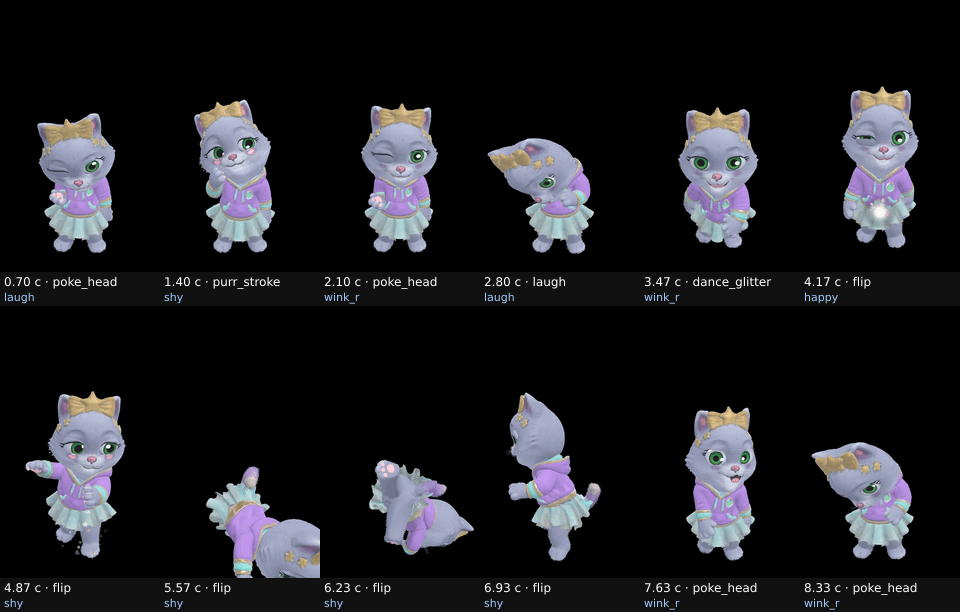 0.70 c · poke_head
laugh
1.40 c · purr_stroke
shy
2.10 c · poke_head
wink_r
2.80 c · laugh
laugh
3.47 c · dance_glitter
wink_r
4.17 c · flip
happy
4.87 c · flip
shy
5.57 c · flip
shy
6.23 c · flip
shy
6.93 c · flip
shy
7.63 c · poke_head
wink_r
8.33 c · poke_head
wink_r